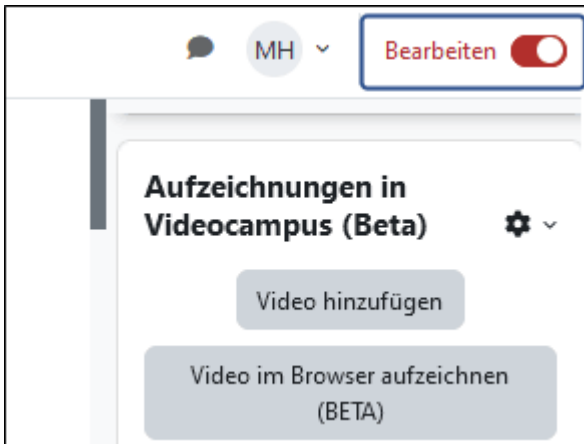 MH
Bearbeiten
Aufzeichnungen in
Videocampus (Beta)
Video hinzufügen
Video im Browser aufzeichnen
(BETA)